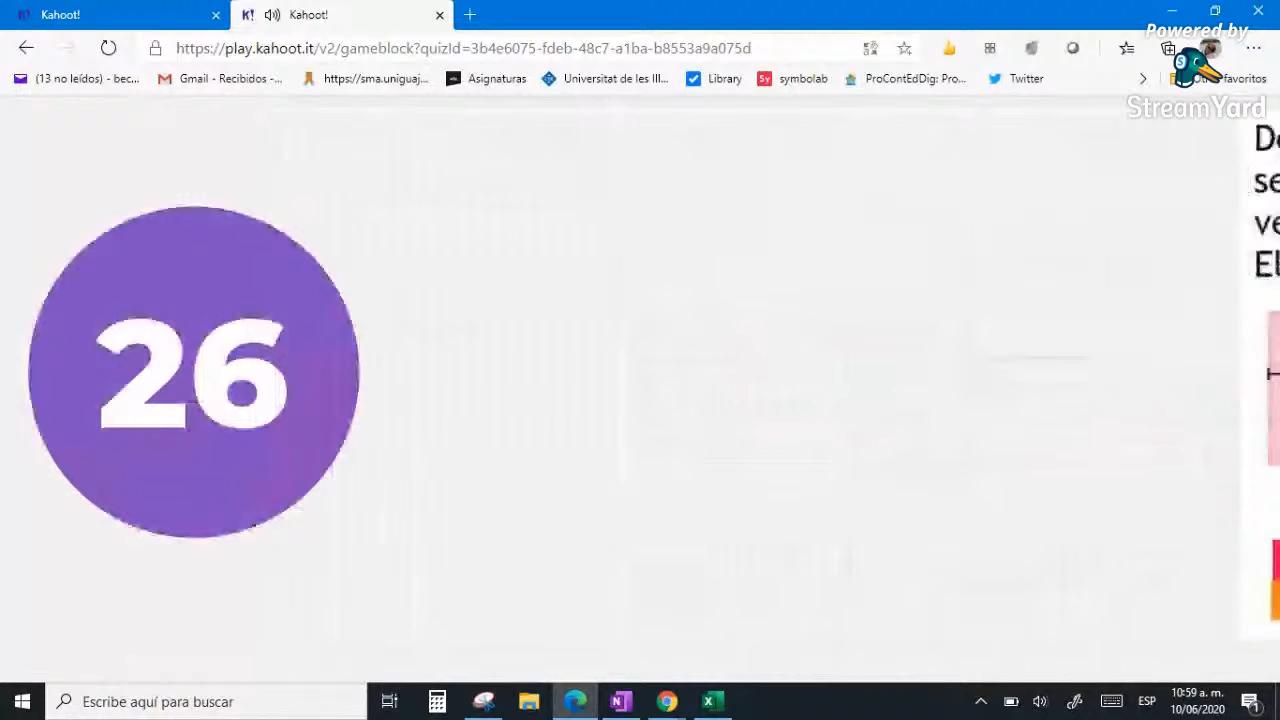 Kahoot!
Kahoot!
Powered by
StreamYard
https://play.kahoot.it/v2/gameblock?quizId=3b4e6075-fdeb-48c7-a1ba-b8553a9a075d
(13 no leídos) - bec...
Gmail - Recibidos -...
https://sma.uniguaj...
Asignaturas
Universitat de les Ill...
Library
symbolab
ProContEdDig: Pro...
Twitter
favoritos
26
Escribe aquí para buscar
ESP
10:59 a. m.
10/06/2020